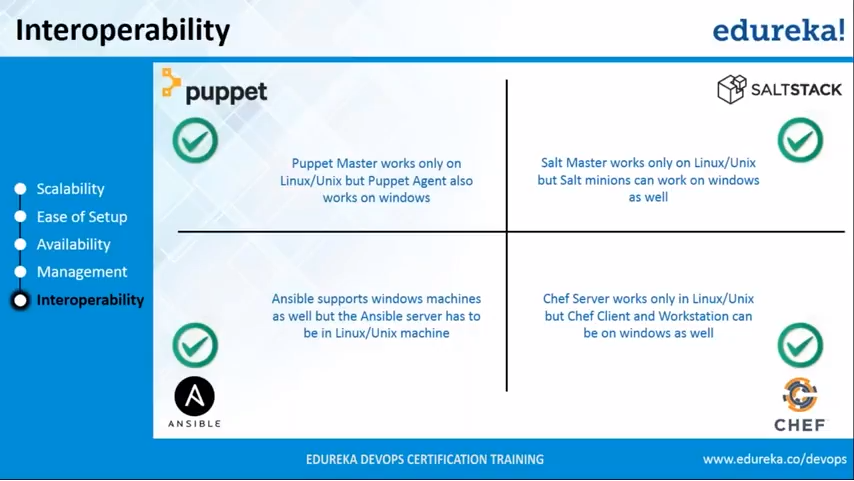 Interoperability
edureka!
Scalability
Ease of Setup
Availability
Management
Interoperability
puppet
Puppet Master works only on
Linux/Unix but Puppet Agent also
works on windows
SALTSTACK
Salt Master works only on Linux/Unix
but Salt minions can work on windows
as well
Ansible supports windows machines
as well but the Ansible server has to
be in Linux/Unix machine
ANSIBLE
Chef Server works only in Linux/Unix
but Chef Client and Workstation can
be on windows as well
CHEF
EDUREKA DEVOPS CERTIFICATION TRAINING
www.edureka.co/devops